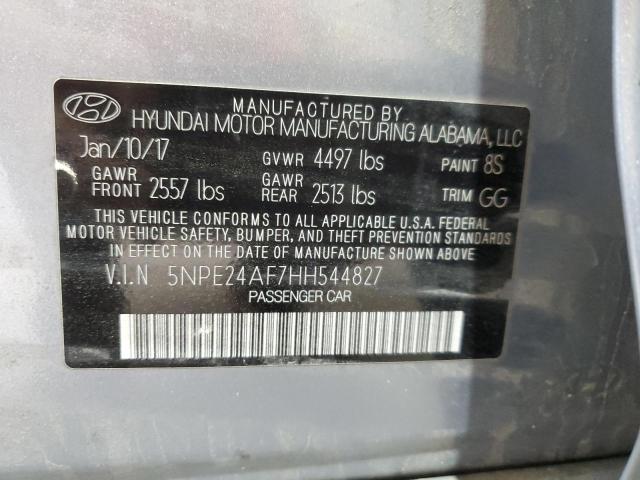 MANUFACTURED BY
HYUNDAI MOTOR MANUFACTURING ALABAMA, LLC
Jan/10/17 GVWR 4497 lbs PAINT 8S
GAWR FRONT 2557 lbs GAWR REAR 2513 lbs TRIM GG
THIS VEHICLE CONFORMS TO ALL APPLICABLE U.S.A. FEDERAL
MOTOR VEHICLE SAFETY, BUMPER, AND THEFT PREVENTION STANDARDS
IN EFFECT ON THE DATE OF MANUFACTURE SHOWN ABOVE.
V.I.N 5NPE24AF7HH544827
PASSENGER CAR